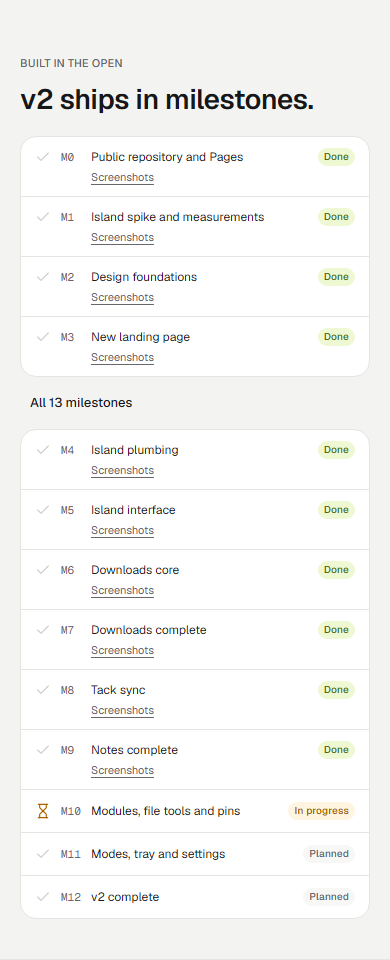 BUILT IN THE OPEN
v2 ships in milestones.
M0 Public repository and Pages Done
Screenshots
M1 Island spike and measurements Done
Screenshots
M2 Design foundations Done
Screenshots
M3 New landing page Done
Screenshots
All 13 milestones
M4 Island plumbing Done
Screenshots
M5 Island interface Done
Screenshots
M6 Downloads core Done
Screenshots
M7 Downloads complete Done
Screenshots
M8 Tack sync Done
Screenshots
M9 Notes complete Done
Screenshots
M10 Modules, file tools and pins In progress
M11 Modes, tray and settings Planned
M12 v2 complete Planned